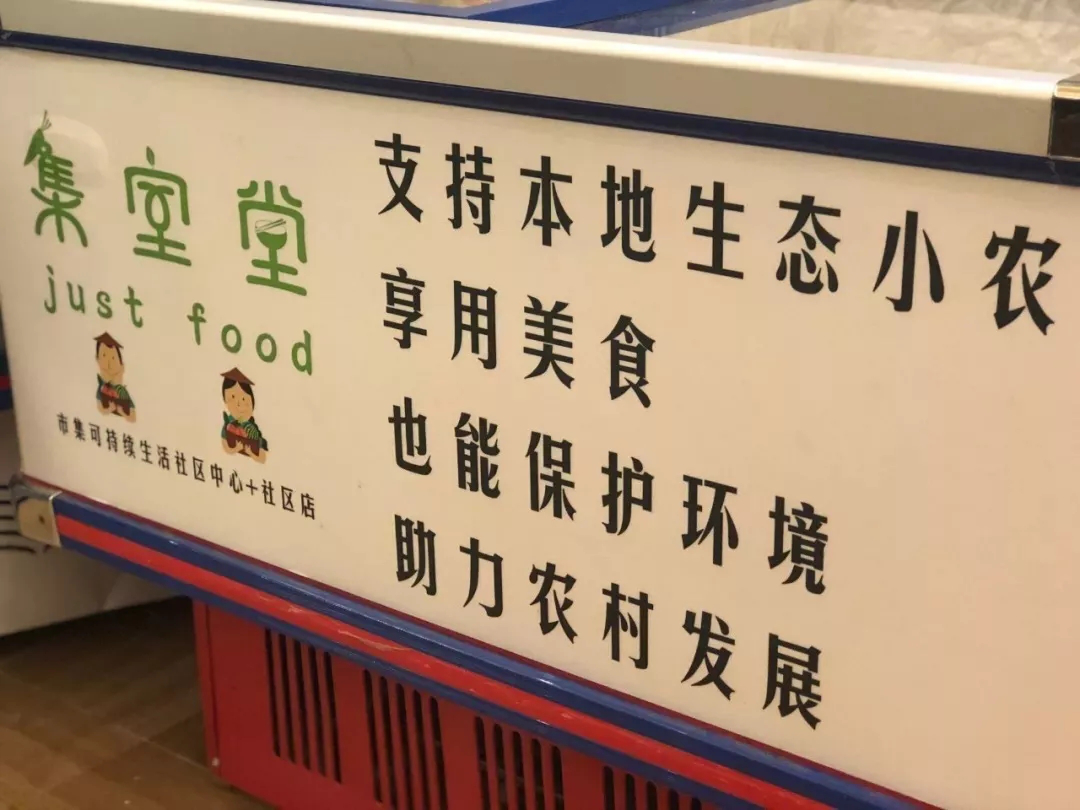 集室堂
just food
市集可持续生活社区中心+社区店
支持本地生态小农
享用美食
也能保护环境
助力农村发展